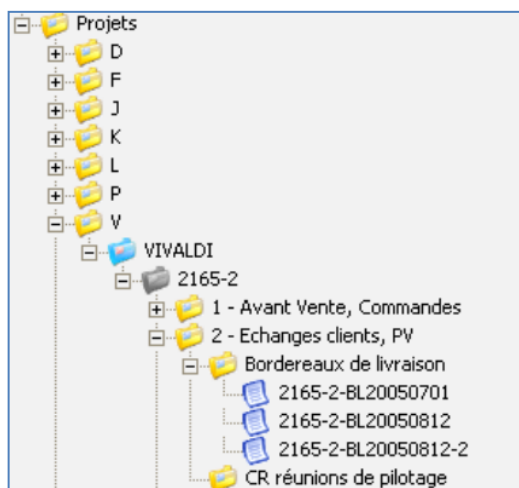 Projets
D
F
J
K
L
P
V
VIVALDI
2165-2
1 - Avant Vente, Commandes
2 - Echanges clients, PV
Bordereaux de livraison
2165-2-BL20050701
2165-2-BL20050812
2165-2-BL20050812-2
CR réunions de pilotage